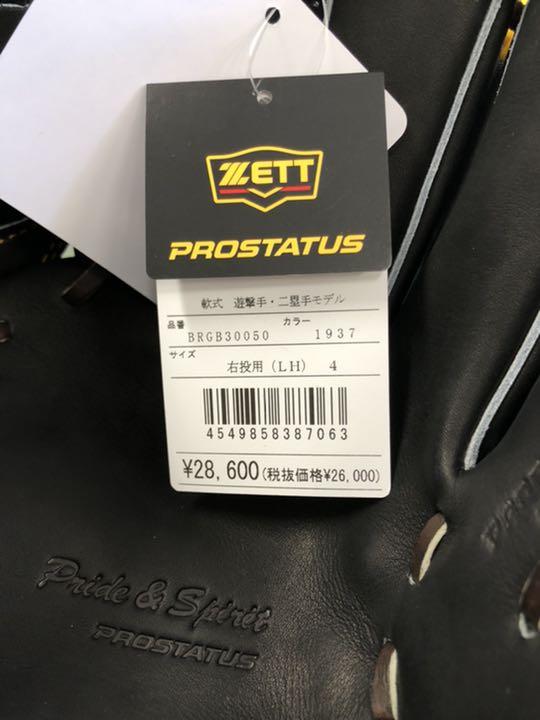 ZETT
PROSTATUS
軟式 遊撃手・二塁手モデル
品番 BRGB30050 カラー 1937
サイズ 右投用(LH) 4
4549858387063
¥28,600(税抜価格¥26,000)
Pride & Spirit
PROSTATUS